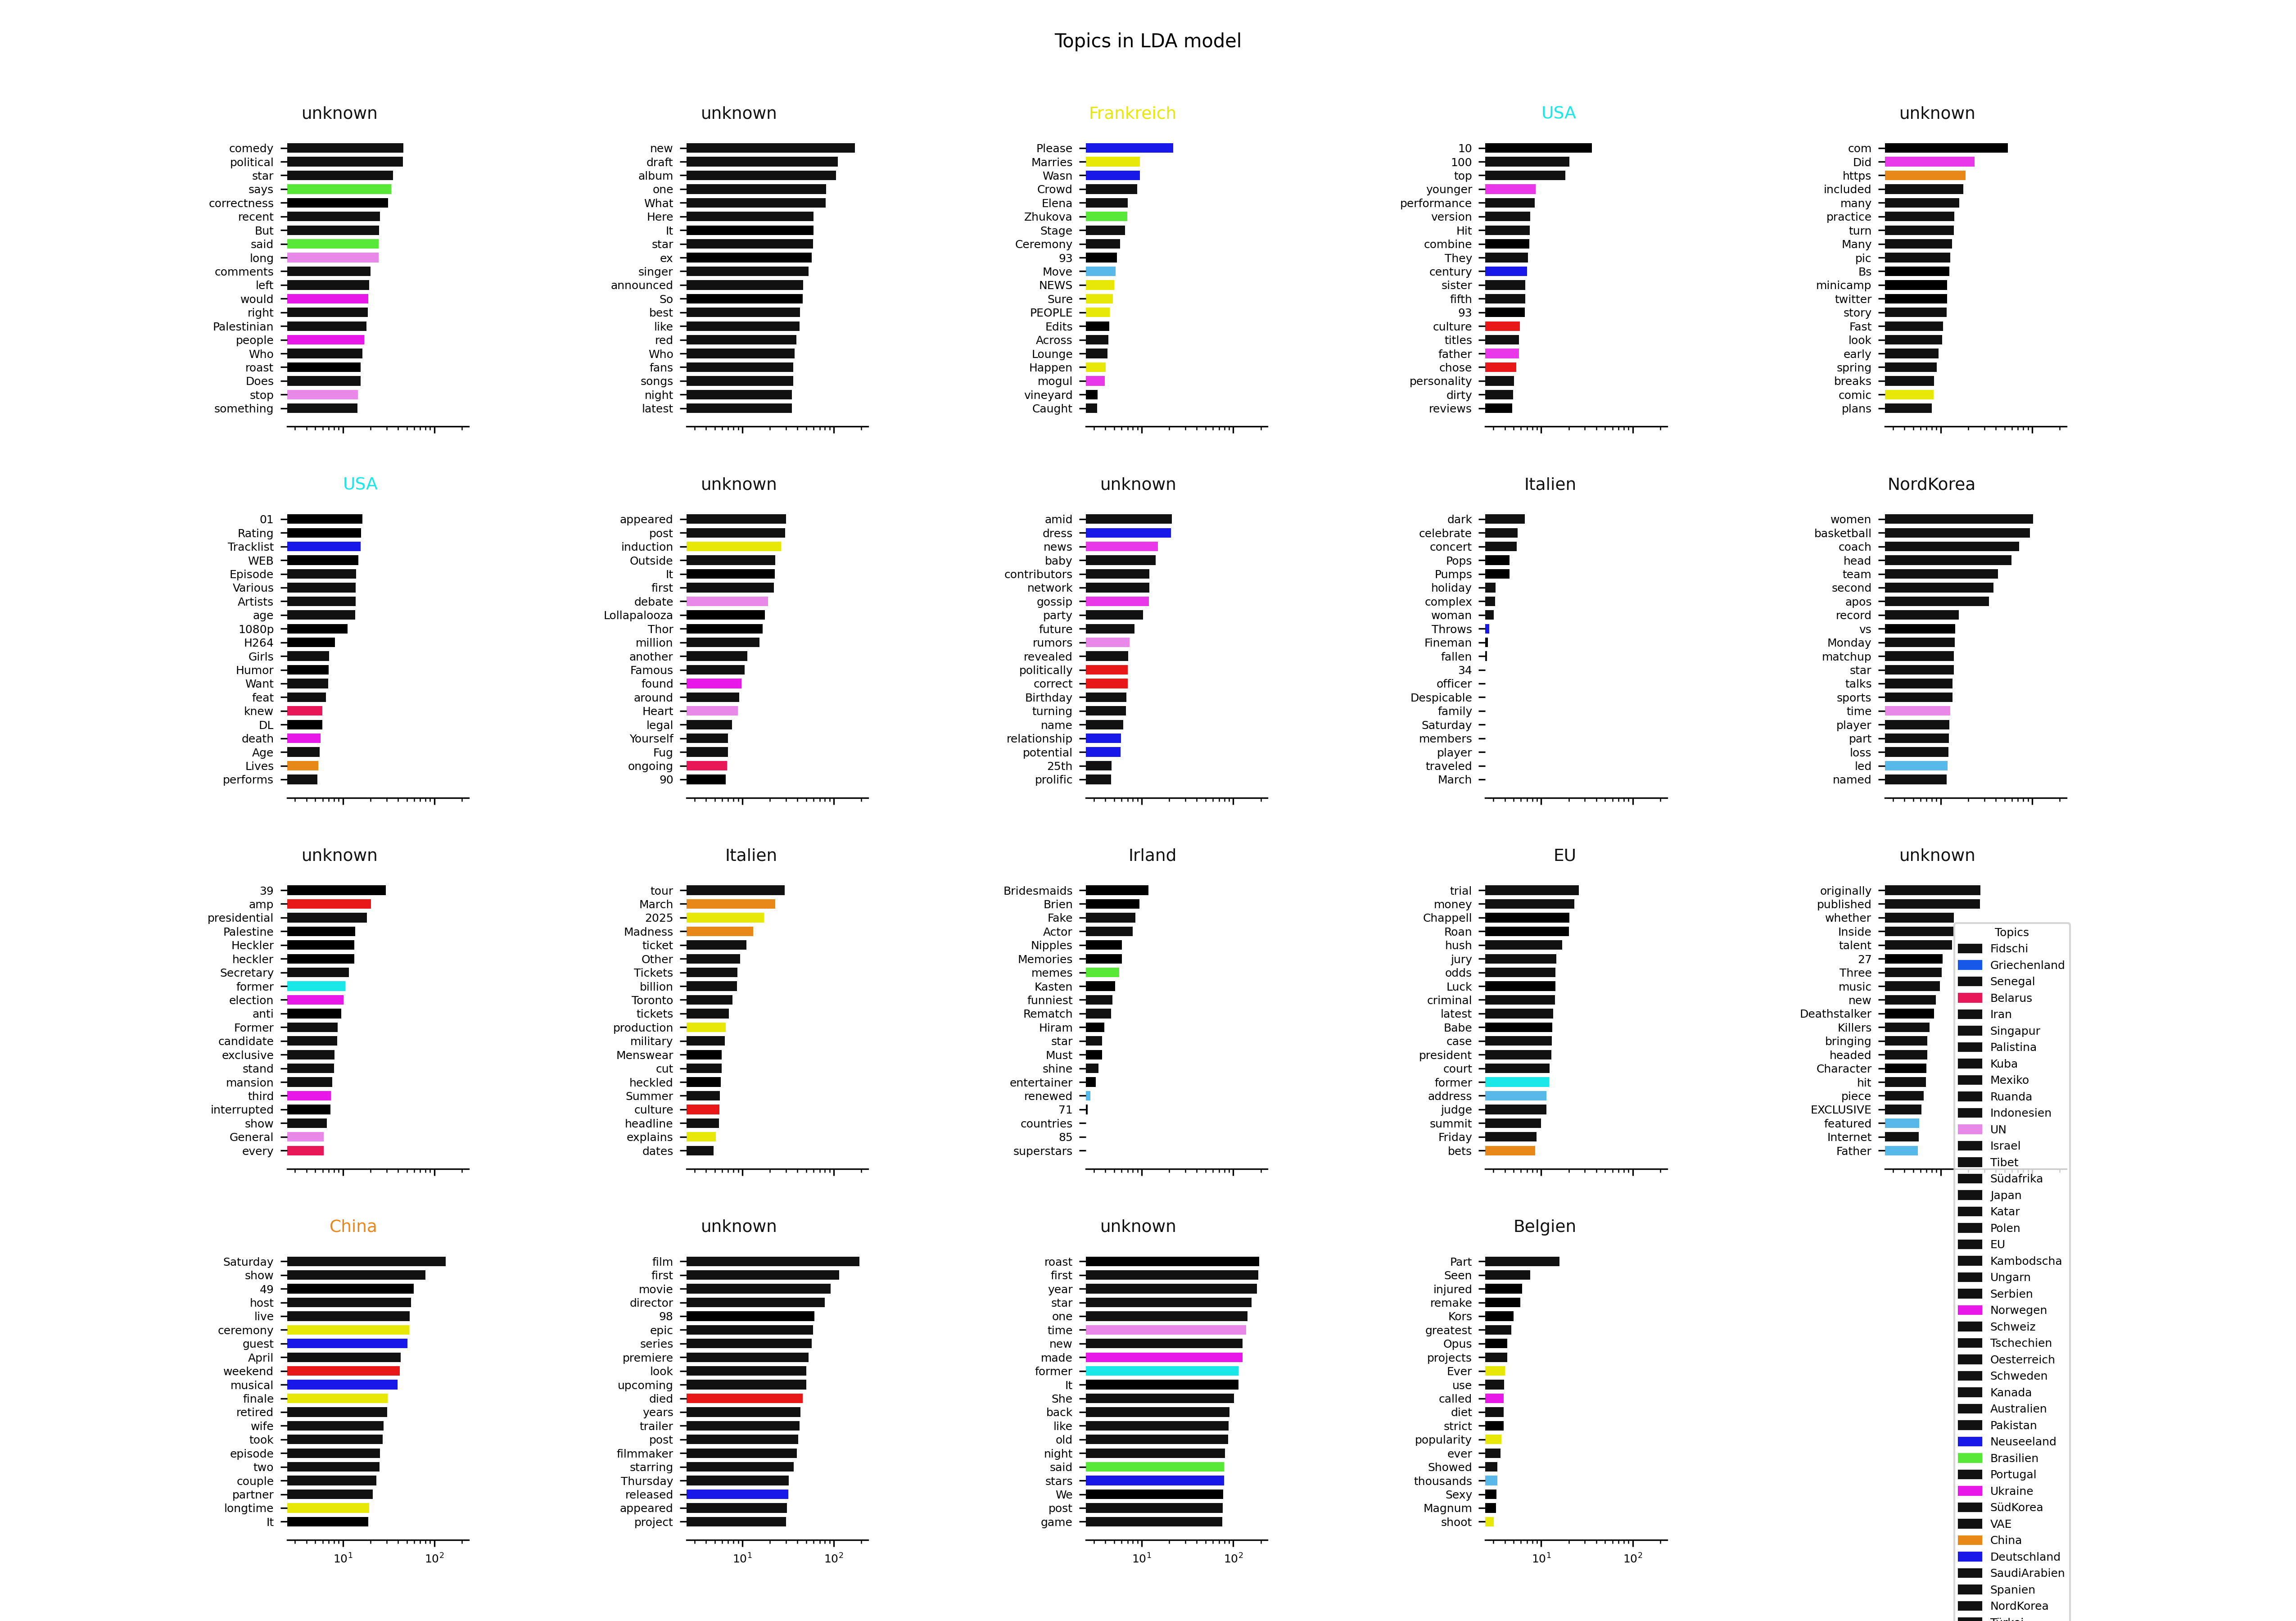 Topics in LDA model
unknown
comedy
political
star
says
correctness
recent
But
said
long
comments
left
would
right
Palestinian
people
Who
roast
Does
stop
something
unknown
new
draft
album
one
What
Here
It
star
ex
singer
announced
So
best
like
red
Who
fans
songs
night
latest
Frankreich
Please
Marries
Wasn
Crowd
Elena
Zhukova
Stage
Ceremony
93
Move
NEWS
Sure
PEOPLE
Edits
Across
Lounge
Happen
mogul
vineyard
Caught
USA
10
100
top
younger
performance
version
Hit
combine
They
century
sister
fifth
93
culture
titles
father
chose
personality
dirty
reviews
unknown
com
Did
https
included
many
practice
turn
Many
pic
Bs
minicamp
twitter
story
Fast
look
early
spring
breaks
comic
plans
USA
01
Rating
Tracklist
WEB
Episode
Various
Artists
age
1080p
H264
Girls
Humor
Want
feat
knew
DL
death
Age
Lives
performs
unknown
appeared
post
induction
Outside
It
first
debate
Lollapalooza
Thor
million
another
Famous
found
around
Heart
legal
Yourself
Fug
ongoing
90
unknown
amid
dress
news
baby
contributors
network
gossip
party
future
rumors
revealed
politically
correct
Birthday
turning
name
relationship
potential
25th
prolific
Italien
dark
celebrate
concert
Pops
Pumps
holiday
complex
woman
Throws
Fineman
fallen
34
officer
Despicable
family
Saturday
members
player
traveled
March
NordKorea
women
basketball
coach
head
team
second
apos
record
vs
Monday
matchup
star
talks
sports
time
player
part
loss
led
named
unknown
39
amp
presidential
Palestine
Heckler
heckler
Secretary
former
election
anti
Former
candidate
exclusive
stand
mansion
third
interrupted
show
General
every
Italien
tour
March
2025
Madness
ticket
Other
Tickets
billion
Toronto
tickets
production
military
Menswear
cut
heckled
Summer
culture
headline
explains
dates
Irland
Bridesmaids
Brien
Fake
Actor
Nipples
Memories
memes
Kasten
funniest
Rematch
Hiram
star
Must
shine
entertainer
renewed
71
countries
85
superstars
EU
trial
money
Chappell
Roan
hush
jury
odds
Luck
criminal
latest
Babe
case
president
court
former
address
judge
summit
Friday
bets
unknown
originally
published
whether
Inside
talent
27
Three
music
new
Deathstalker
Killers
bringing
headed
Character
hit
piece
EXCLUSIVE
featured
Internet
Father
China
Saturday
show
49
host
live
ceremony
guest
April
weekend
musical
finale
retired
wife
took
episode
two
couple
partner
longtime
It
10¹
10²
unknown
film
first
movie
director
98
epic
series
premiere
look
upcoming
died
years
trailer
post
filmmaker
starring
Thursday
released
appeared
project
10¹
10²
unknown
roast
first
year
star
one
time
new
made
former
It
She
back
like
old
night
said
stars
We
post
game
10¹
10²
Belgien
Part
Seen
injured
remake
Kors
greatest
Opus
projects
Ever
use
called
diet
strict
popularity
ever
Showed
thousands
Sexy
Magnum
shoot
10¹
10²
Topics
Fidschi
Griechenland
Senegal
Belarus
Iran
Singapur
Palistina
Kuba
Mexiko
Ruanda
Indonesien
UN
Israel
Tibet
Südafrika
Japan
Katar
Polen
EU
Kambodscha
Ungarn
Serbien
Norwegen
Schweiz
Tschechien
Oesterreich
Schweden
Kanada
Australien
Pakistan
Neuseeland
Brasilien
Portugal
Ukraine
SüdKorea
VAE
China
Deutschland
SaudiArabien
Spanien
NordKorea